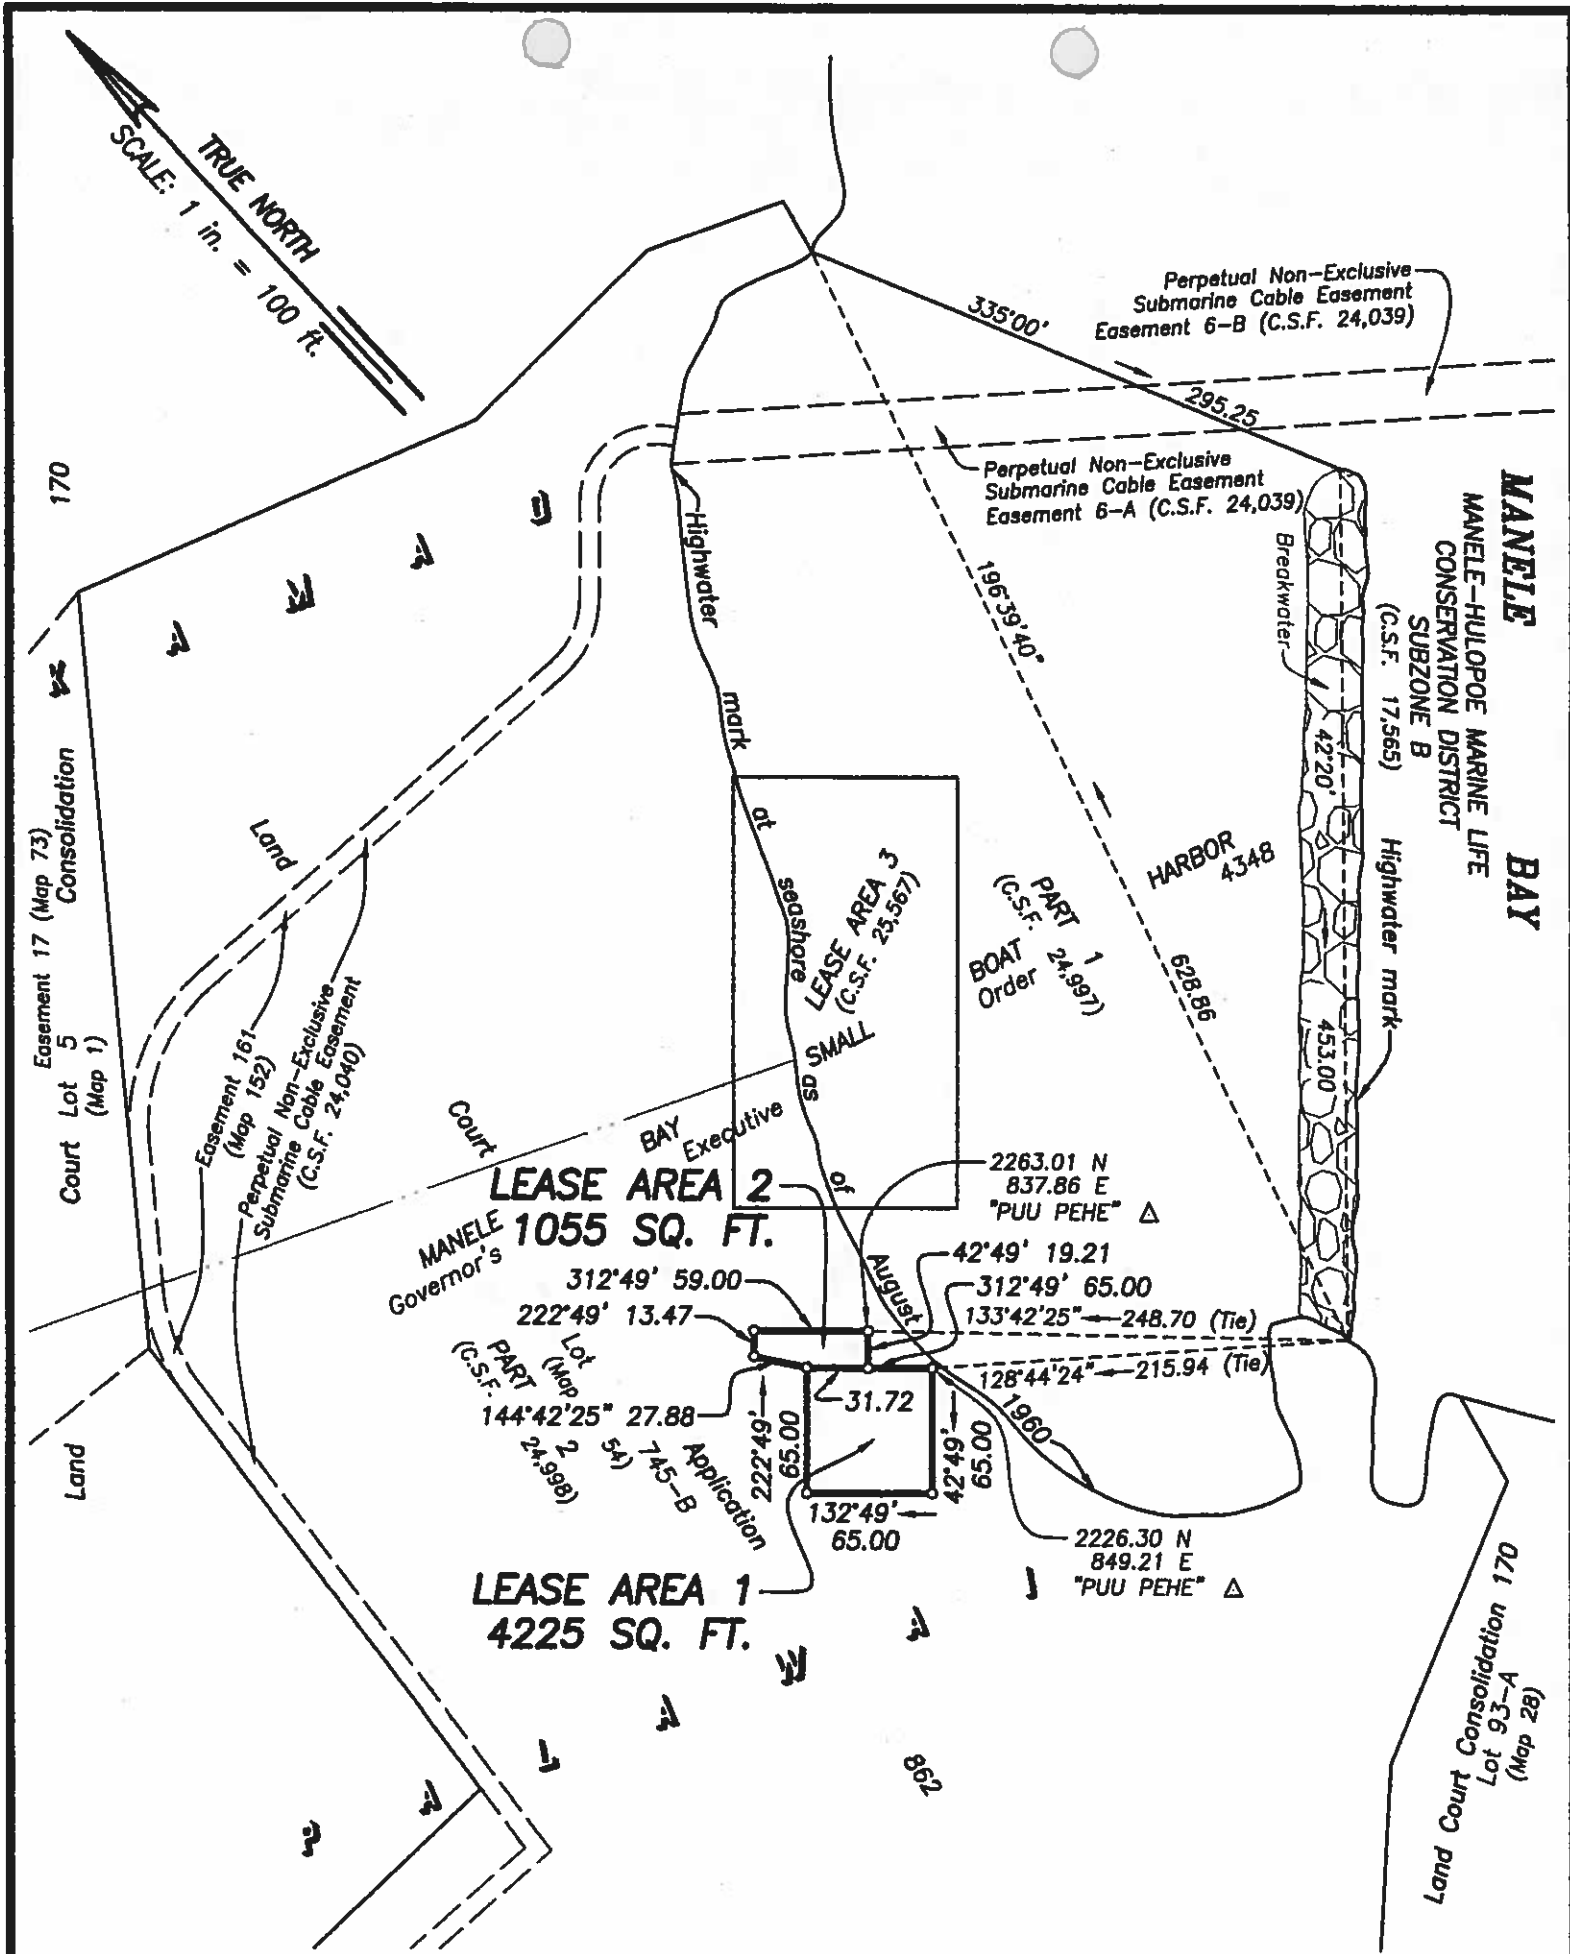 TRUE NORTH
SCALE: 1 in. = 100 ft.
Perpetual Non-Exclusive
Submarine Cable Easement
Easement 6-B (C.S.F. 24,039)
335°00'
295.25
Perpetual Non-Exclusive
Submarine Cable Easement
Easement 6-A (C.S.F. 24,039)
MANELE BAY
MANELE-HULOPOE MARINE LIFE
CONSERVATION DISTRICT
SUBZONE B
(C.S.F. 17,565)
Highwater mark
Breakwater
42°20'
453.00
196°39'40"
628.86
170
Highwater mark at seashore as of August 1960
D
A
W
A
N
Land Court
Consolidation
Easement 17 (Map 73)
Court Lot 5
(Map 1)
Land
Easement 161
(Map 152)
Perpetual Non-Exclusive
Submarine Cable Easement
(C.S.F. 24,040)
LEASE AREA 3
(C.S.F. 25,567)
PART 1
(C.S.F. 24,997)
MANELE BAY SMALL BOAT HARBOR
Governor's Executive Order 4348
LEASE AREA 2
1055 SQ. FT.
2263.01 N
837.86 E
"PUU PEHE" △
42°49' 19.21
312°49' 65.00
312°49' 59.00
222°49' 13.47
133°42'25" 248.70 (Tie)
128°44'24" 215.94 (Tie)
144°42'25" 27.88
31.72
222°49'
65.00
42°49'
65.00
132°49'
65.00
PART 2
(C.S.F. 24,998)
Lot 745-B
(Map 54)
Application
2226.30 N
849.21 E
"PUU PEHE" △
LEASE AREA 1
4225 SQ. FT.
862
L
A
W
A
I
Land Court Consolidation 170
Lot 93-A
(Map 28)